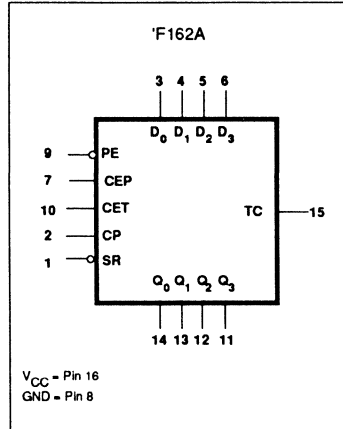 'F162A
3 4 5 6
D0 D1 D2 D3
9 PE
7 CEP
10 CET
TC 15
2 CP
1 SR
Q0 Q1 Q2 Q3
14 13 12 11
VCC = Pin 16
GND = Pin 8